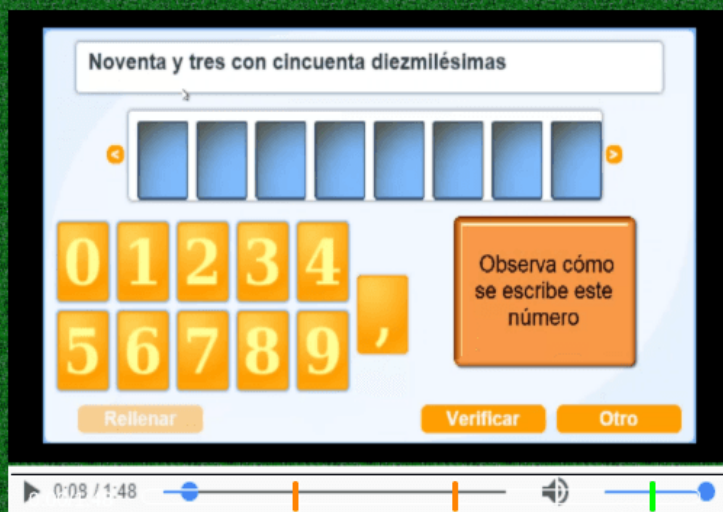 Noventa y tres con cincuenta diezmilésimas
< >
0 1 2 3 4
,
5 6 7 8 9
Observa cómo
se escribe este
número
Rellenar Verificar Otro
0:08 / 1:48